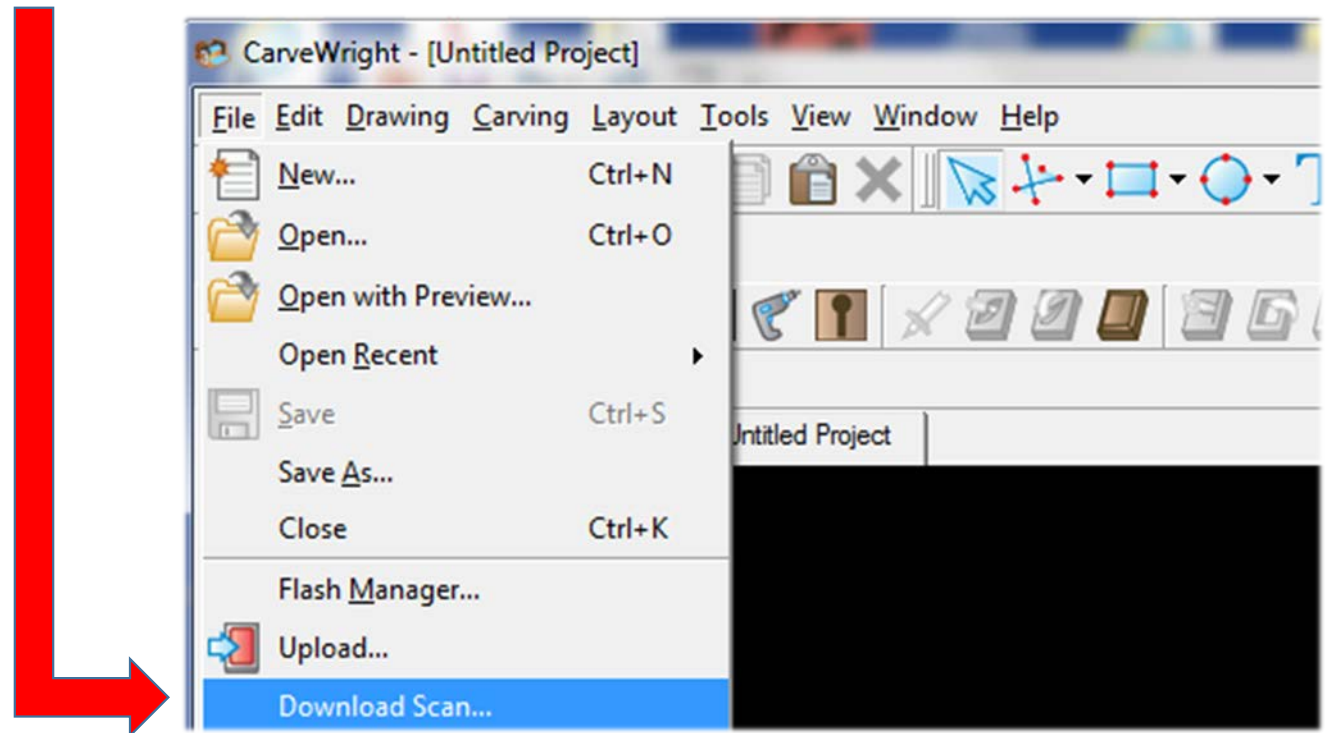 CarveWright - [Untitled Project]
File Edit Drawing Carving Layout Tools View Window Help
New... Ctrl+N
Open... Ctrl+O
Open with Preview...
Open Recent
Save Ctrl+S
Untitled Project
Save As...
Close Ctrl+K
Flash Manager...
Upload...
Download Scan...